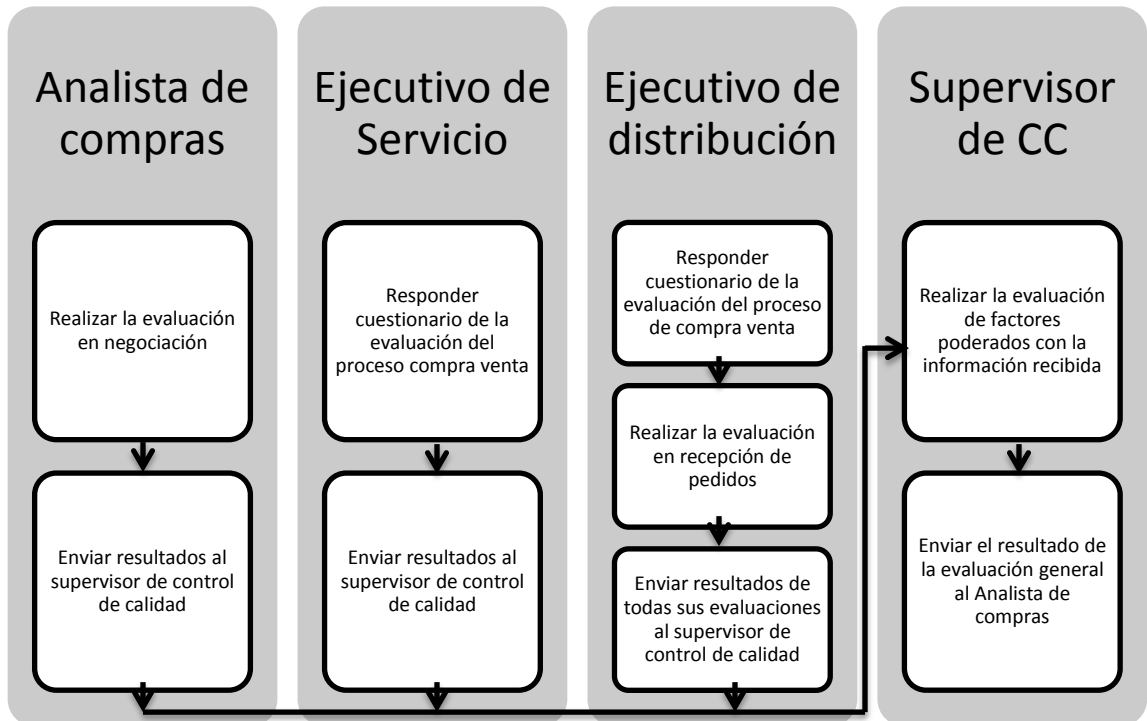 Analista de
compras
Realizar la evaluación
en negociación
Enviar resultados al
supervisor de control
de calidad
Ejecutivo de
Servicio
Responder
cuestionario de la
evaluación del
proceso compra venta
Enviar resultados al
supervisor de control
de calidad
Ejecutivo de
distribución
Responder
cuestionario de la
evaluación del proceso
de compra venta
Realizar la evaluación
en recepción de
pedidos
Enviar resultados de
todas sus evaluaciones
al supervisor de
control de calidad
Supervisor
de CC
Realizar la evaluación
de factores
poderados con la
información recibida
Enviar el resultado de
la evaluación general
al Analista de
compras